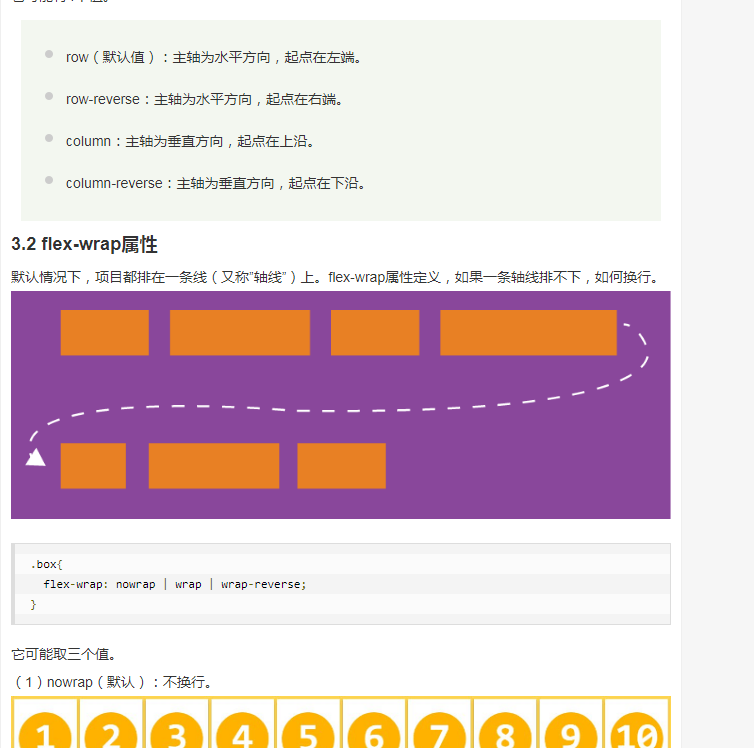 row（默认值）：主轴为水平方向，起点在左端。
row-reverse：主轴为水平方向，起点在右端。
column：主轴为垂直方向，起点在上沿。
column-reverse：主轴为垂直方向，起点在下沿。
3.2 flex-wrap属性
默认情况下，项目都排在一条线（又称"轴线"）上。flex-wrap属性定义，如果一条轴线排不下，如何换行。
.box{
  flex-wrap: nowrap | wrap | wrap-reverse;
}
它可能取三个值。
（1）nowrap（默认）：不换行。
1 2 3 4 5 6 7 8 9 10